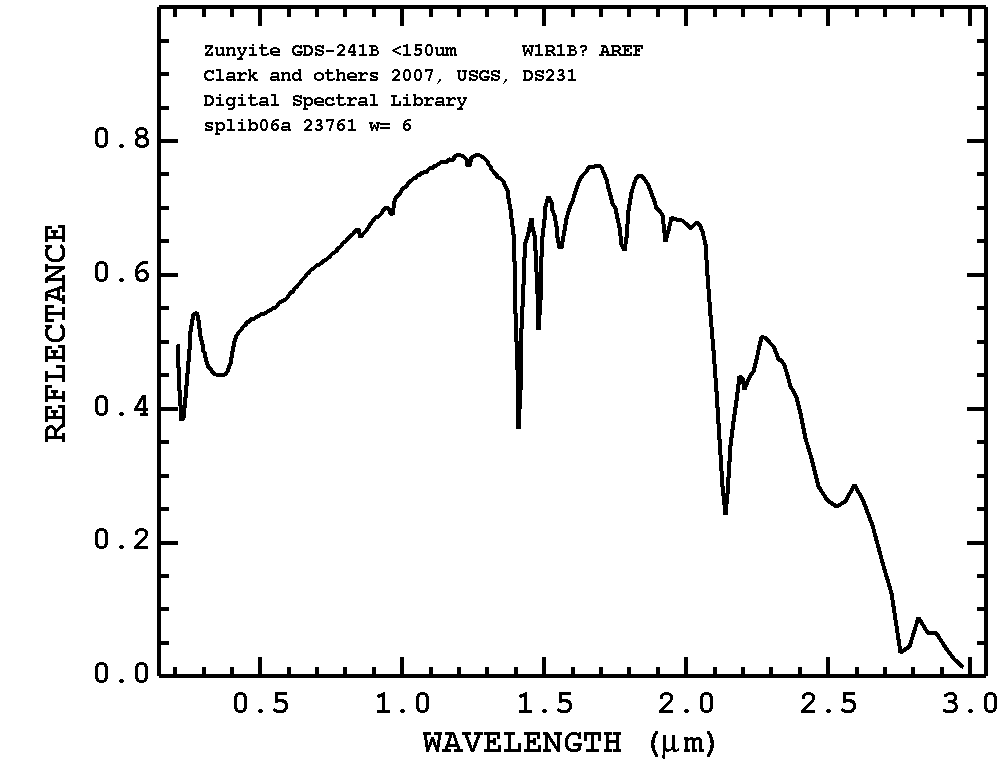 Zunyite GDS-241B <150um W1R1B? AREF
Clark and others 2007, USGS, DS231
Digital Spectral Library
splib06a 23761 w= 6
0.8
0.6
0.4
0.2
0.0
REFLECTANCE
0.5 1.0 1.5 2.0 2.5 3.0
WAVELENGTH (μm)